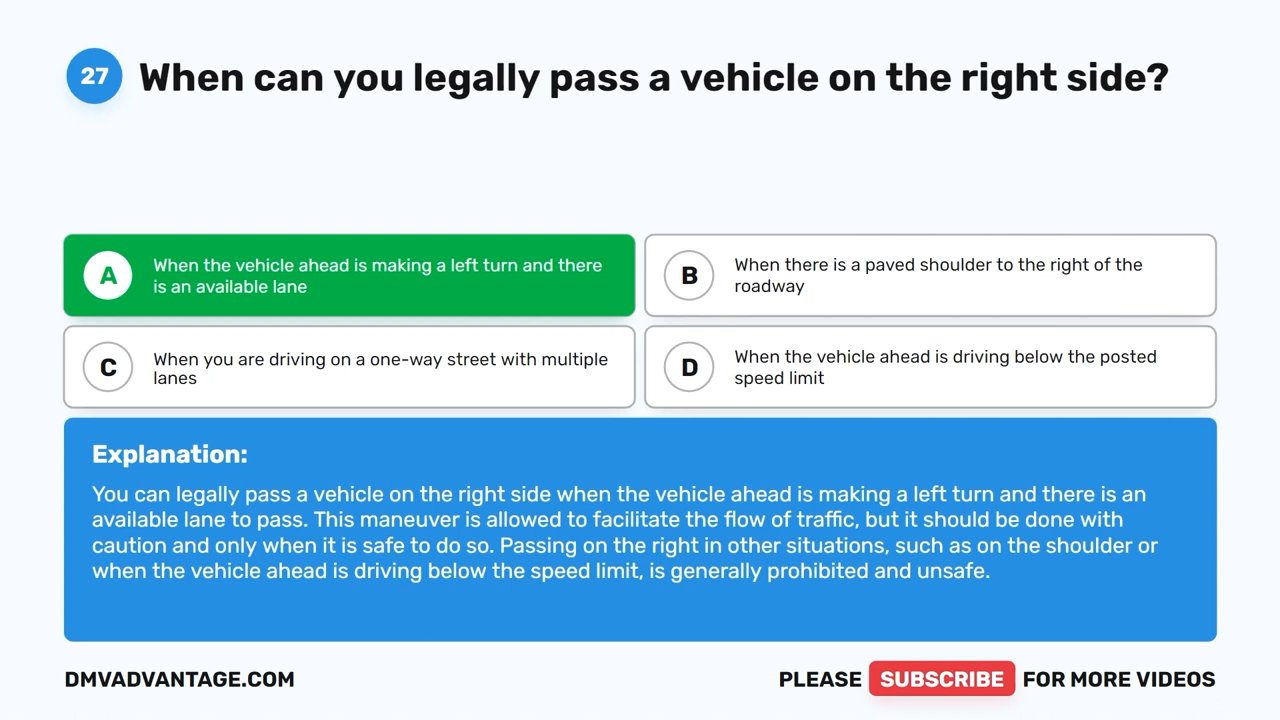 27 When can you legally pass a vehicle on the right side?
A When the vehicle ahead is making a left turn and there
is an available lane
B When there is a paved shoulder to the right of the
roadway
C When you are driving on a one-way street with multiple
lanes
D When the vehicle ahead is driving below the posted
speed limit
Explanation:
You can legally pass a vehicle on the right side when the vehicle ahead is making a left turn and there is an
available lane to pass. This maneuver is allowed to facilitate the flow of traffic, but it should be done with
caution and only when it is safe to do so. Passing on the right in other situations, such as on the shoulder or
when the vehicle ahead is driving below the speed limit, is generally prohibited and unsafe.
DMVADVANTAGE.COM
PLEASE SUBSCRIBE FOR MORE VIDEOS